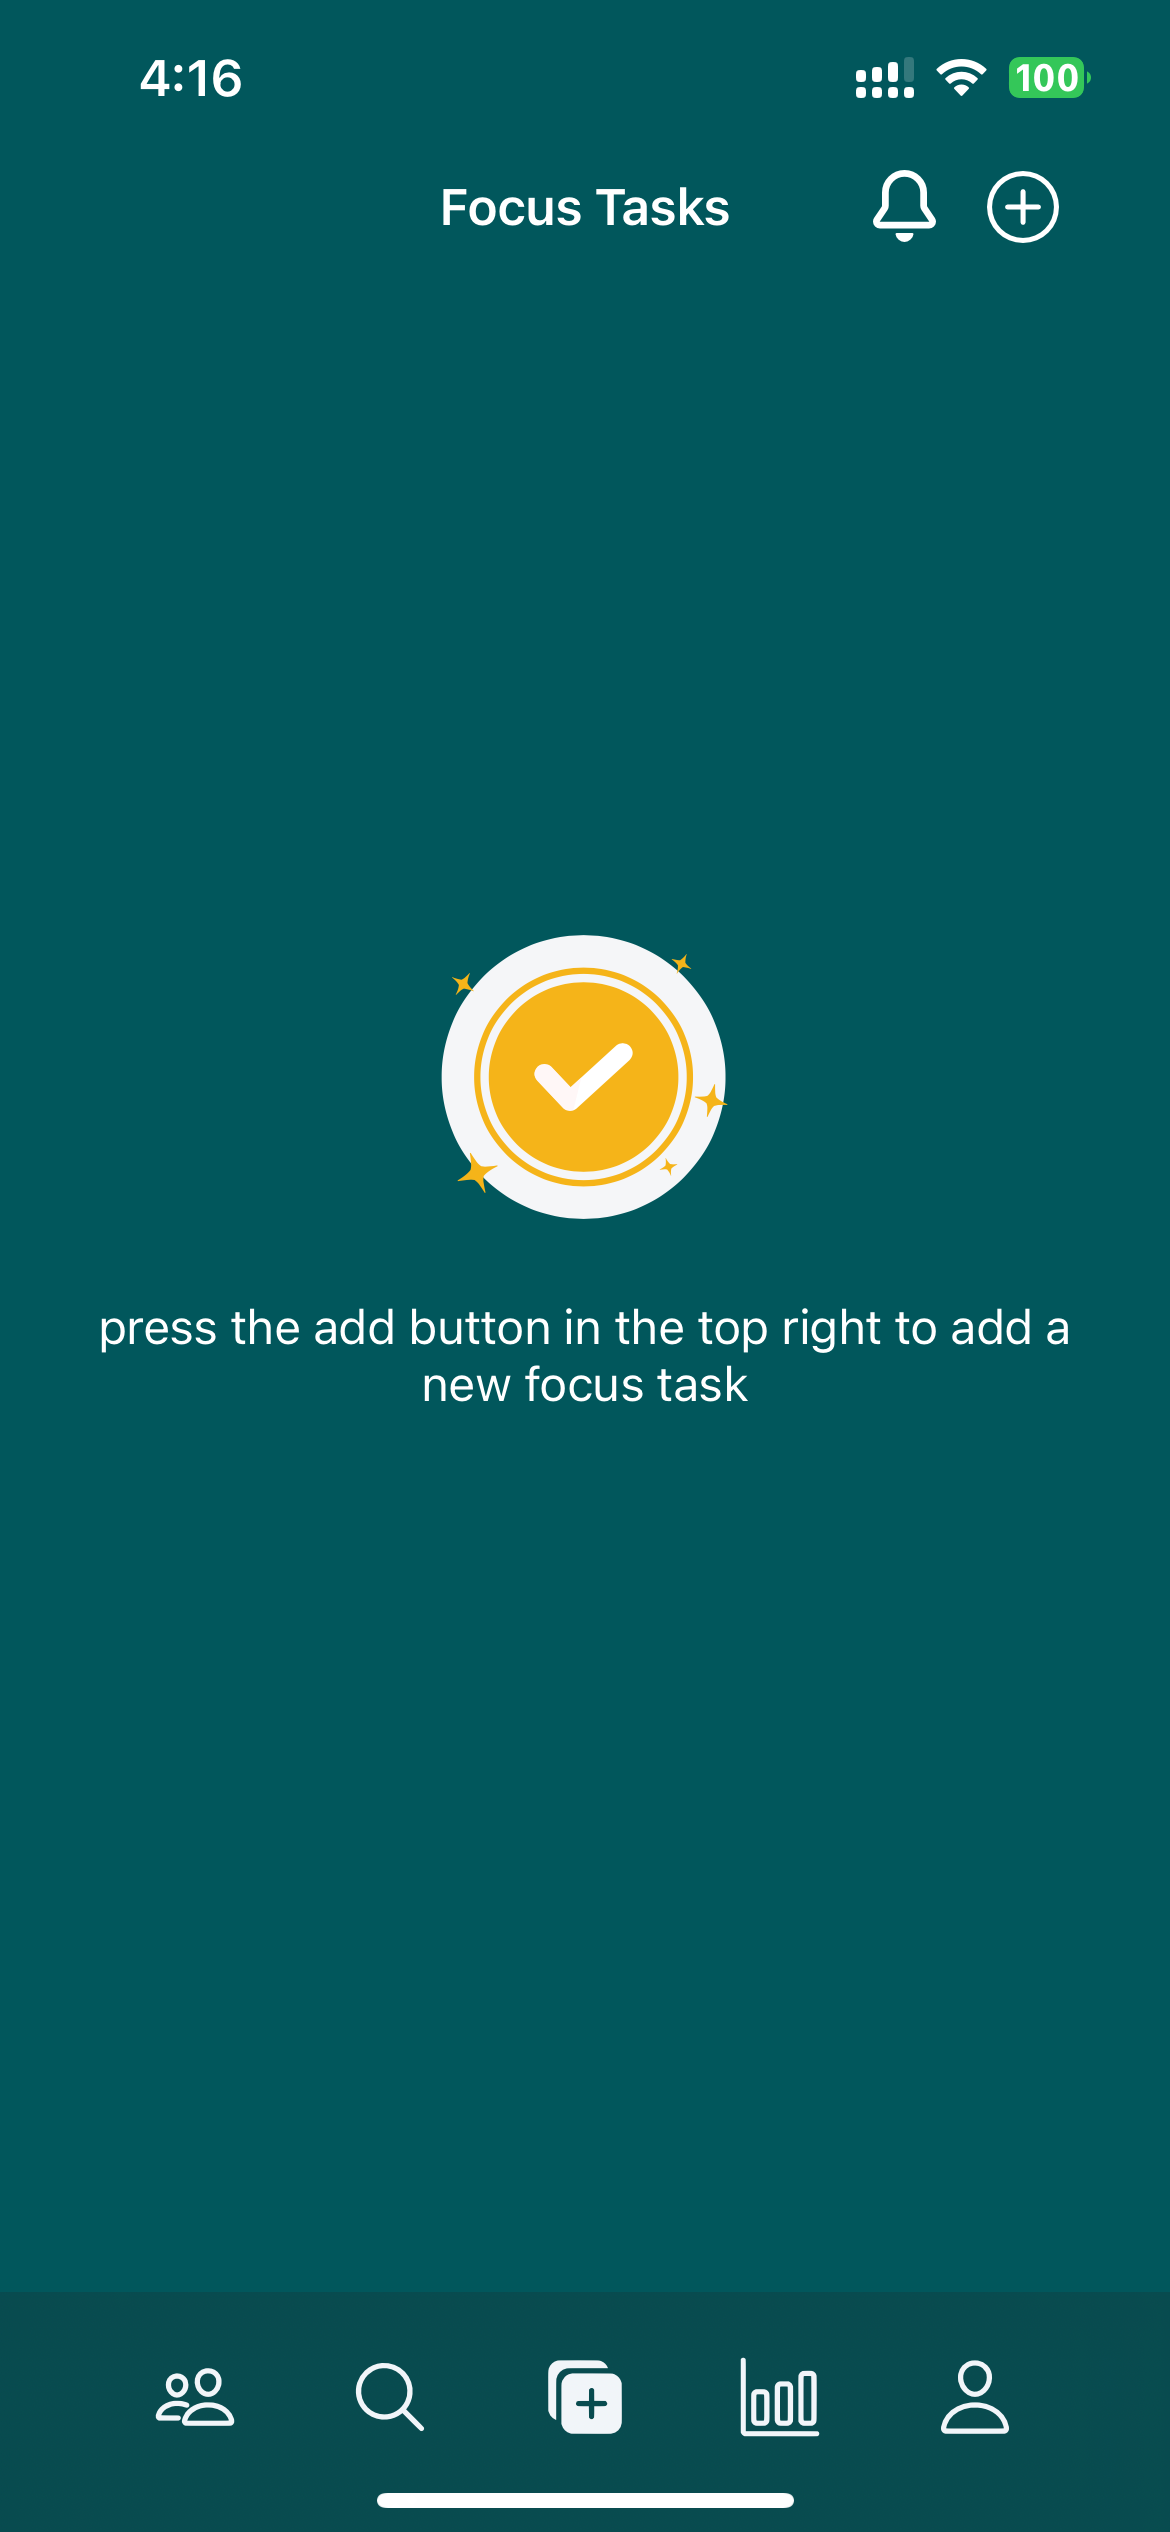 4:16
100
Focus Tasks
press the add button in the top right to add a
new focus task